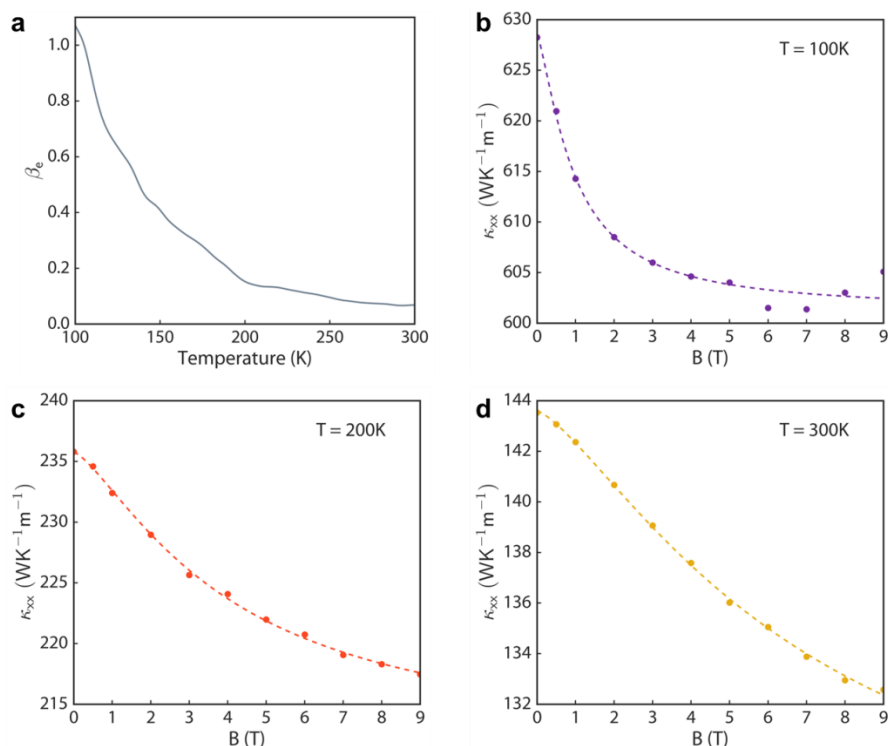 a
1.0
0.8
0.6
0.4
0.2
0.0
βe
100 150 200 250 300
Temperature (K)
b
T = 100K
630
625
620
615
610
605
600
κxx (WK−1m−1)
0 1 2 3 4 5 6 7 8 9
B (T)
c
T = 200K
240
235
230
225
220
215
κxx (WK−1m−1)
0 1 2 3 4 5 6 7 8 9
B (T)
d
T = 300K
144
142
140
138
136
134
132
κxx (WK−1m−1)
0 1 2 3 4 5 6 7 8 9
B (T)